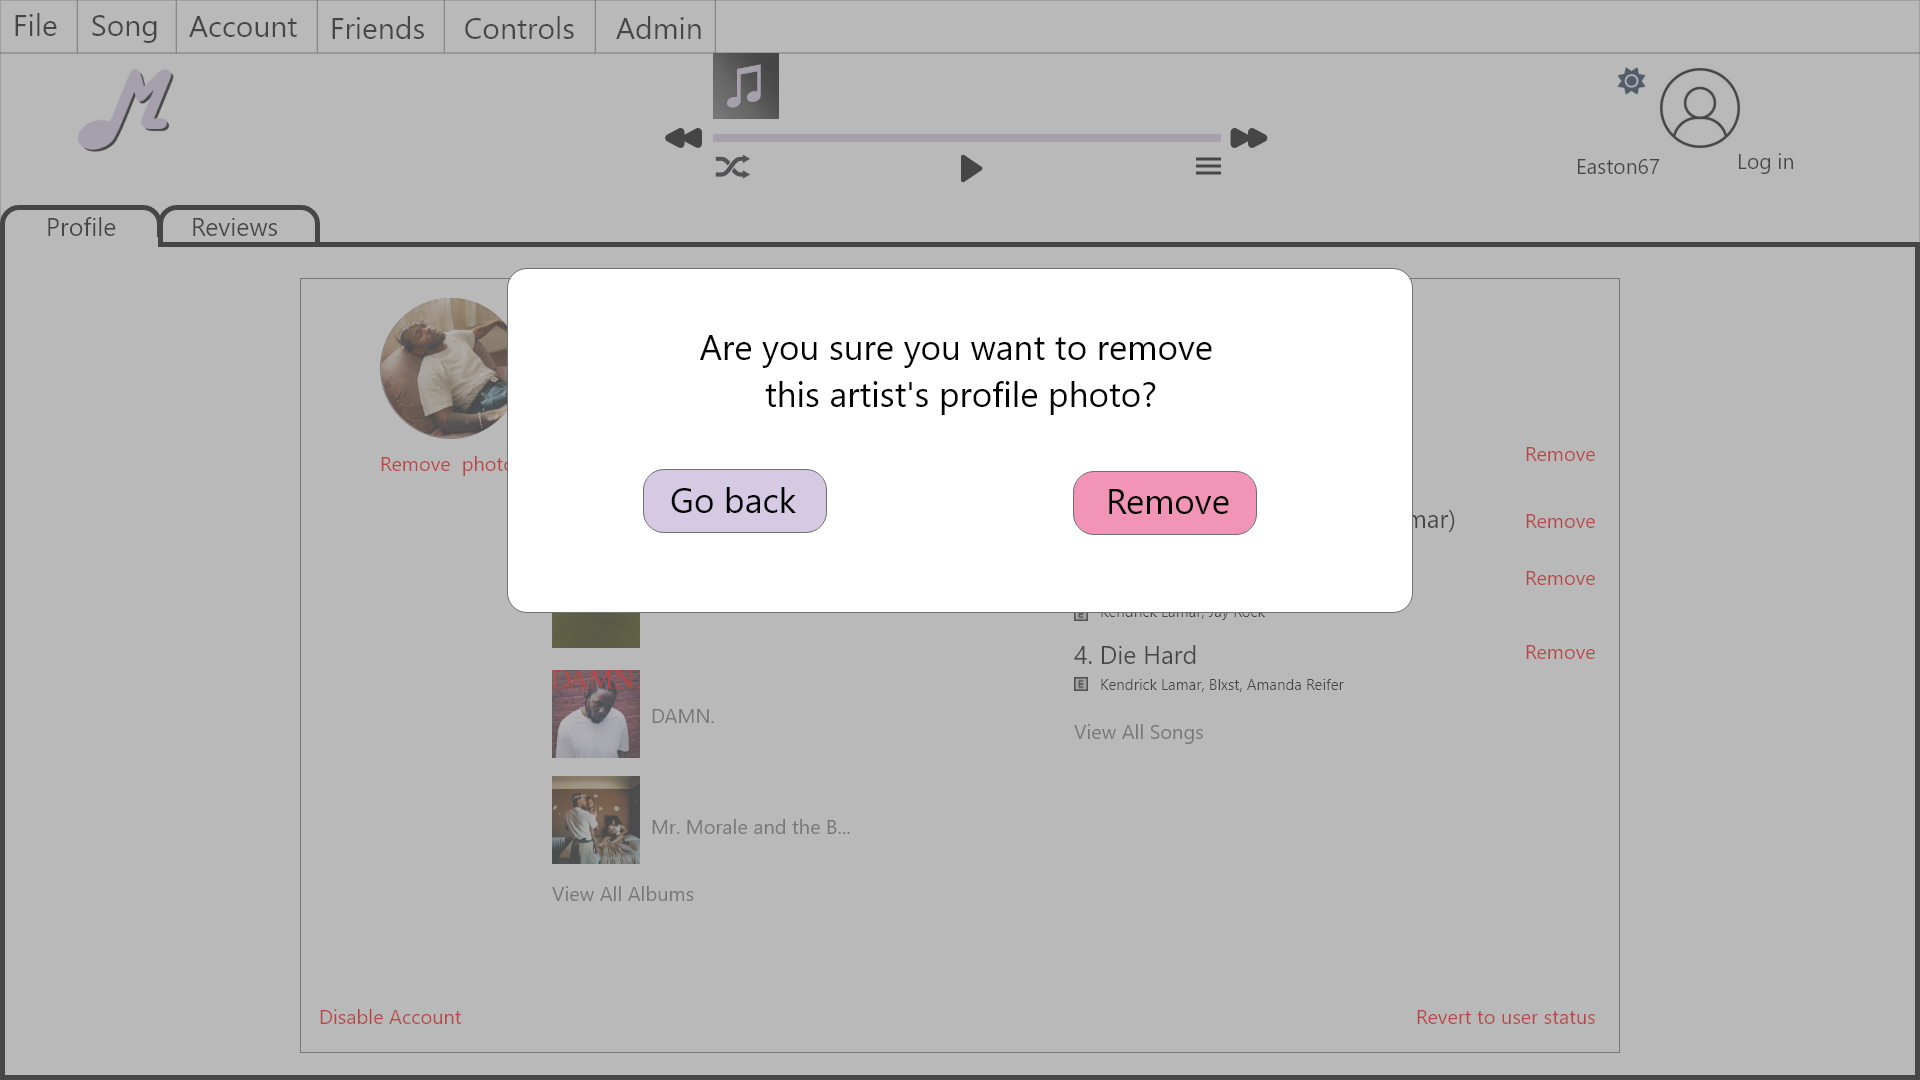 File Song Account Friends Controls Admin
Easton67
Log in
Profile Reviews
Are you sure you want to remove
this artist's profile photo?
Go back
Remove
Remove photo
Remove
mar) Remove
Remove
E Kendrick Lamar, Jay Rock
4. Die Hard Remove
E Kendrick Lamar, Blxst, Amanda Reifer
View All Songs
DAMN.
DAMN.
Mr. Morale and the B...
View All Albums
Disable Account
Revert to user status